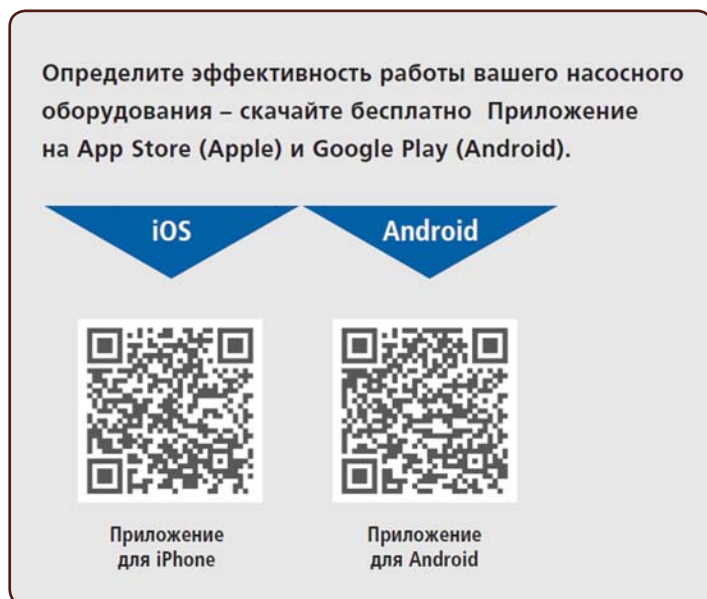 Определите эффективность работы вашего насосного
оборудования – скачайте бесплатно Приложение
на App Store (Apple) и Google Play (Android).
iOS
Android
Приложение
для iPhone
Приложение
для Android